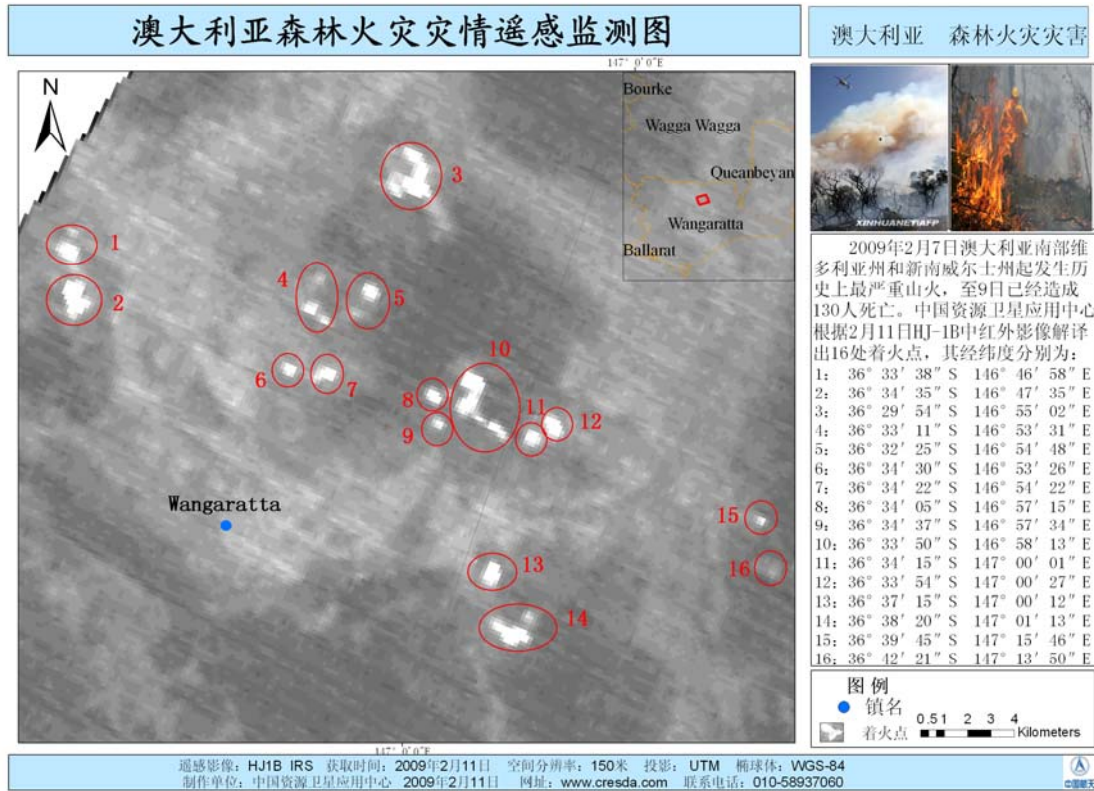 澳大利亚森林火灾灾情遥感监测图
澳大利亚 森林火灾灾害
147° 0′ 0″E
N
Bourke
Wagga Wagga
Queanbeyan
Wangaratta
Ballarat
1
2
3
4
5
6
7
8
9
10
11
12
13
14
15
16
Wangaratta
147° 0′ 0″E
XINHUANET/AFP
2009年2月7日澳大利亚南部维
多利亚州和新南威尔士州起发生历
史上最严重山火，至9日已经造成
130人死亡。中国资源卫星应用中心
根据2月11日HJ-1B中红外影像解译
出16处着火点，其经纬度分别为：
1： 36° 33′ 38″ S 146° 46′ 58″ E
2： 36° 34′ 35″ S 146° 47′ 35″ E
3： 36° 29′ 54″ S 146° 55′ 02″ E
4： 36° 33′ 11″ S 146° 53′ 31″ E
5： 36° 32′ 25″ S 146° 54′ 48″ E
6： 36° 34′ 30″ S 146° 53′ 26″ E
7： 36° 34′ 22″ S 146° 54′ 22″ E
8： 36° 34′ 05″ S 146° 57′ 15″ E
9： 36° 34′ 37″ S 146° 57′ 34″ E
10： 36° 33′ 50″ S 146° 58′ 13″ E
11： 36° 34′ 15″ S 147° 00′ 01″ E
12： 36° 33′ 54″ S 147° 00′ 27″ E
13： 36° 37′ 15″ S 147° 00′ 12″ E
14： 36° 38′ 20″ S 147° 01′ 13″ E
15： 36° 39′ 45″ S 147° 15′ 46″ E
16： 36° 42′ 21″ S 147° 13′ 50″ E
图 例
镇名
着火点
0.51 2 3 4
Kilometers
遥感影像：HJ1B IRS 获取时间：2009年2月11日 空间分辨率：150米 投影：UTM 椭球体：WGS-84
制作单位：中国资源卫星应用中心 2009年2月11日 网址：www.cresda.com 联系电话：010-58937060
中国航天